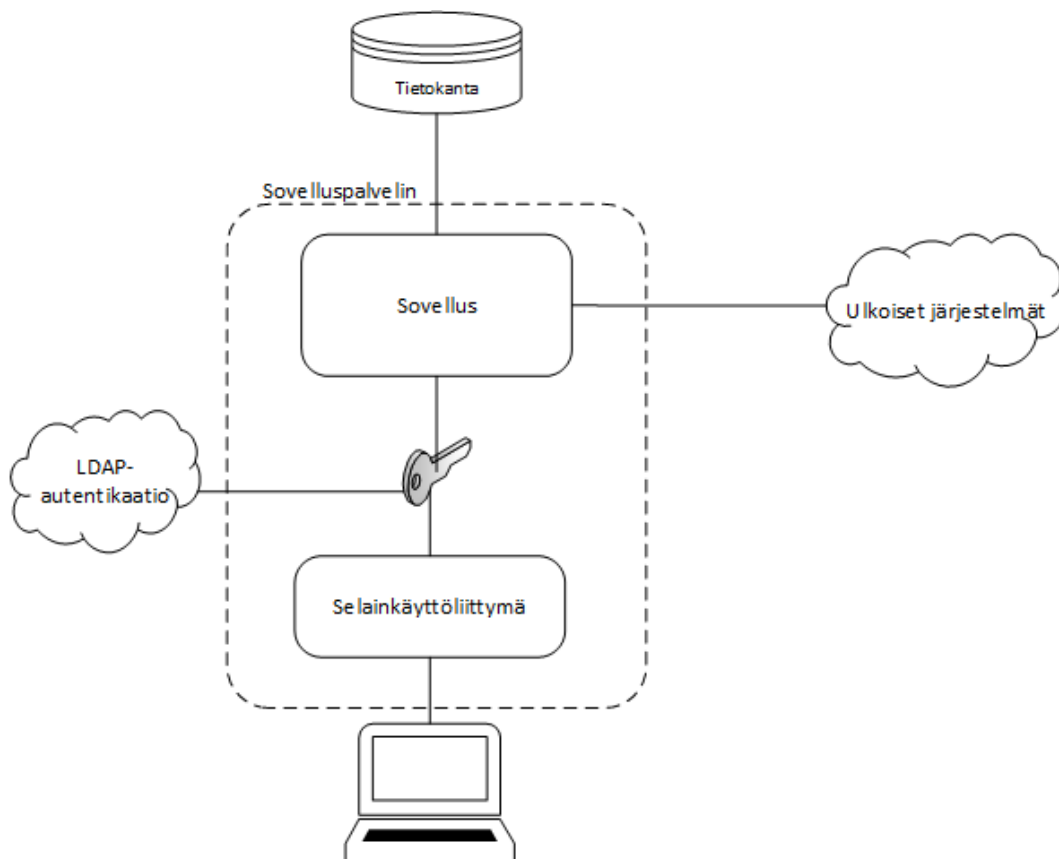 Tietokanta
Sovelluspalvelin
Sovellus
Ulkoiset järjestelmät
LDAP-
autentikaatio
Selainkäyttöliittymä